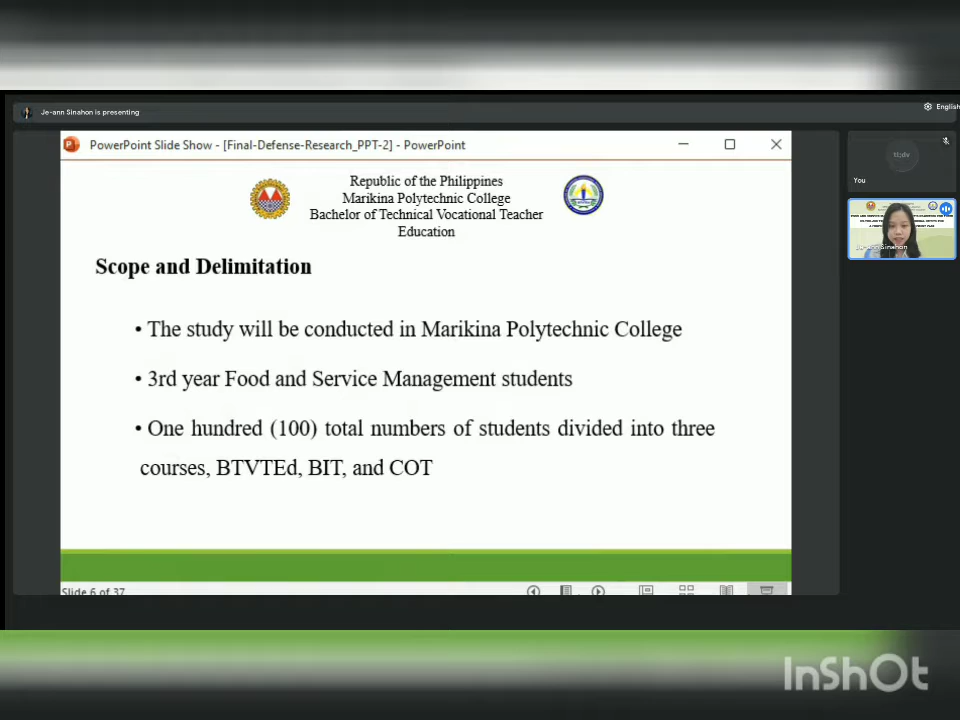 Je-ann Sinahon is presenting
English
PowerPoint Slide Show - [Final-Defense-Research_PPT-2] - PowerPoint
Republic of the Philippines
Marikina Polytechnic College
Bachelor of Technical Vocational Teacher
Education
You
Je-ann Sinahon
Scope and Delimitation
• The study will be conducted in Marikina Polytechnic College
• 3rd year Food and Service Management students
• One hundred (100) total numbers of students divided into three
courses, BTVTEd, BIT, and COT
Slide 6 of 37
InShOt